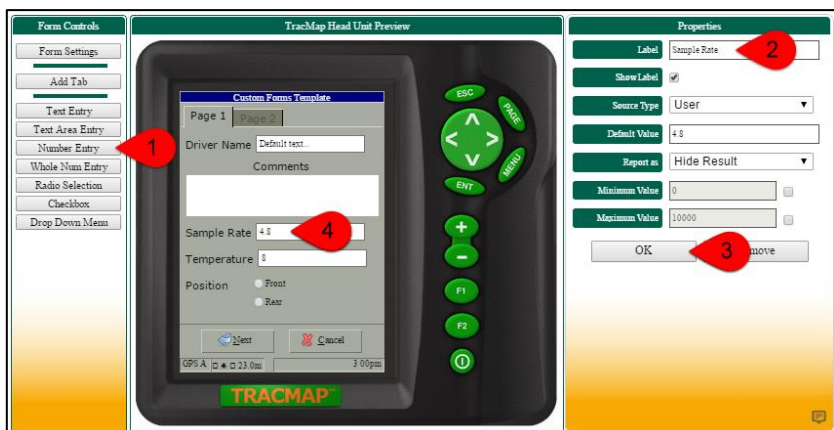 Form Controls
Form Settings
Add Tab
Text Entry
Text Area Entry
Number Entry
Whole Num Entry
Radio Selection
Checkbox
Drop Down Menu
1
TracMap Head Unit Preview
Custom Forms Template
Page 1 Page 2
Driver Name Default text...
Comments
Sample Rate 4.8
4
Temperature 8
Position Front
Rear
Next Cancel
GPS A 23.0m 3:00pm
TRACMAP
ESC
PAGE
MENU
ENT
+
−
F1
F2
Properties
Label Sample Rate
2
Show Label
Source Type User
Default Value 4.8
Report as Hide Result
Minimum Value 0
Maximum Value 10000
OK
3